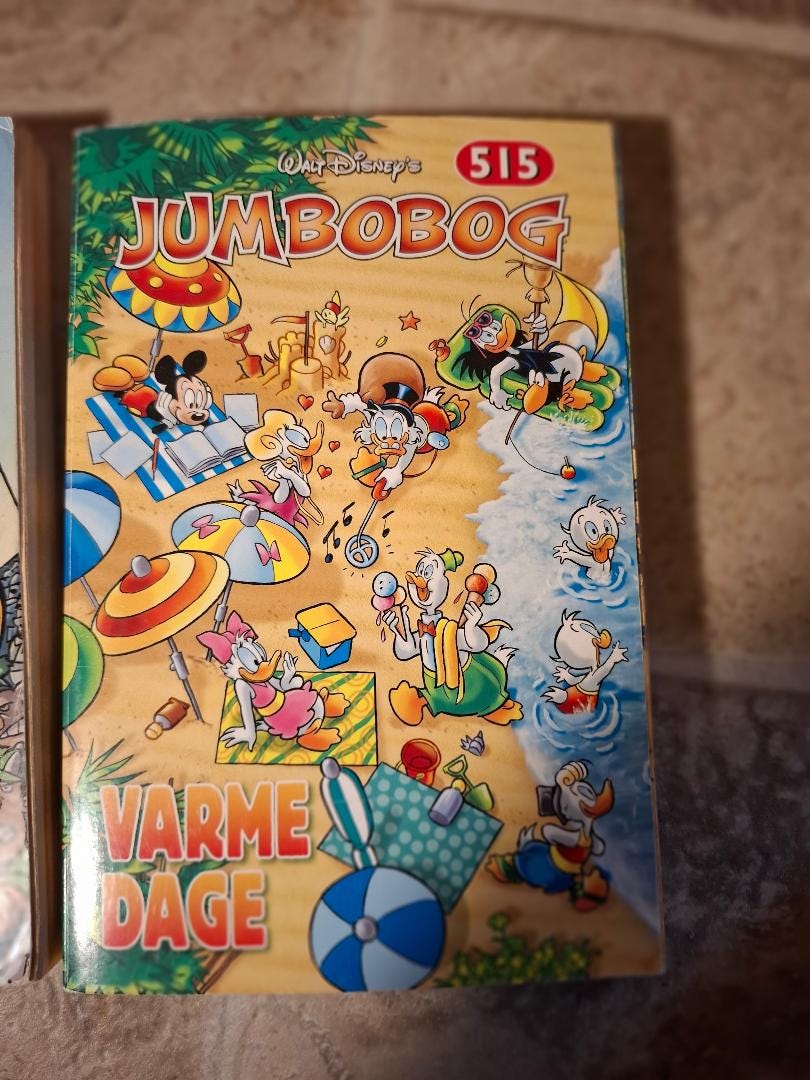 WALT DISNEY'S
515
JUMBOBOG
VARME
DAGE